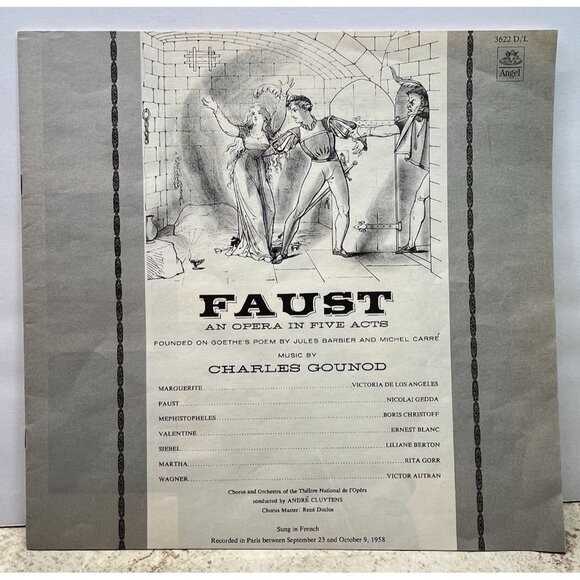 3622 D/L
Angel
FAUST
AN OPERA IN FIVE ACTS
FOUNDED ON GOETHE'S POEM BY JULES BARBIER AND MICHEL CARRÉ
MUSIC BY
CHARLES GOUNOD
MARGUERITE........................VICTORIA DE LOS ANGELES
FAUST........................NICOLAI GEDDA
MEPHISTOPHELES........................BORIS CHRISTOFF
VALENTINE........................ERNEST BLANC
SIEBEL........................LILIANE BERTON
MARTHA........................RITA GORR
WAGNER........................VICTOR AUTRAN
Chorus and Orchestra of the Théâtre National de l'Opéra
conducted by ANDRÉ CLUYTENS
Chorus Master: René Duclos
Sung in French
Recorded in Paris between September 23 and October 9, 1958